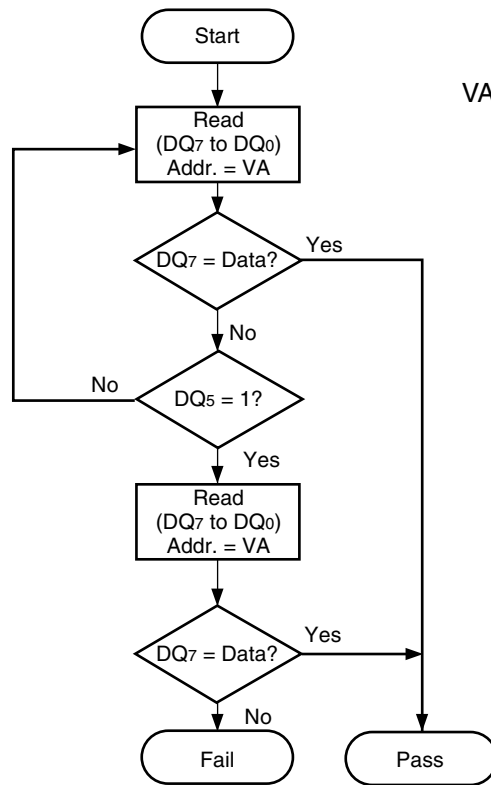 Start
VA
Read
(DQ7 to DQ0)
Addr. = VA
Yes
DQ7 = Data?
No
No
DQ5 = 1?
Yes
Read
(DQ7 to DQ0)
Addr. = VA
Yes
DQ7 = Data?
No
Fail
Pass